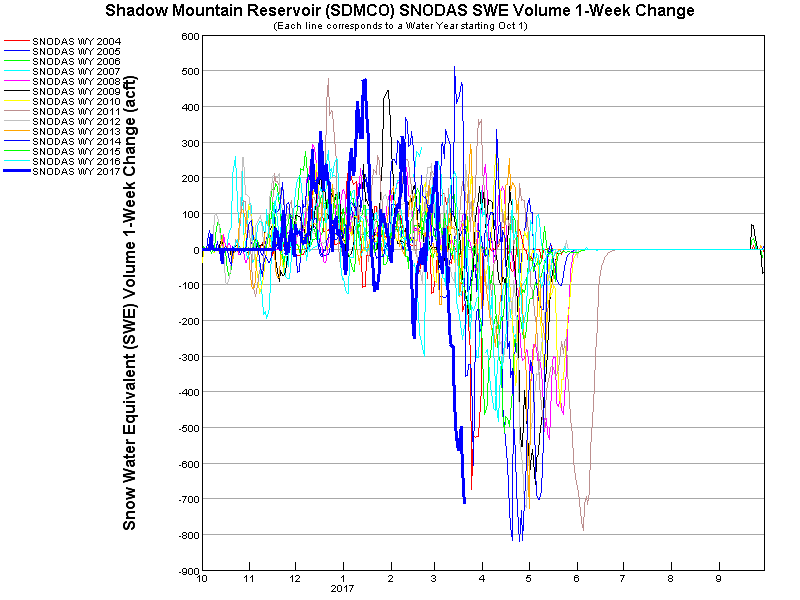 Shadow Mountain Reservoir (SDMCO) SNODAS SWE Volume 1-Week Change
(Each line corresponds to a Water Year starting Oct 1)
SNODAS WY 2004
SNODAS WY 2005
SNODAS WY 2006
SNODAS WY 2007
SNODAS WY 2008
SNODAS WY 2009
SNODAS WY 2010
SNODAS WY 2011
SNODAS WY 2012
SNODAS WY 2013
SNODAS WY 2014
SNODAS WY 2015
SNODAS WY 2016
SNODAS WY 2017
Snow Water Equivalent (SWE) Volume 1-Week Change (acft)
600
500
400
300
200
100
0
-100
-200
-300
-400
-500
-600
-700
-800
-900
10 11 12 1 2 3 4 5 6 7 8 9
2017